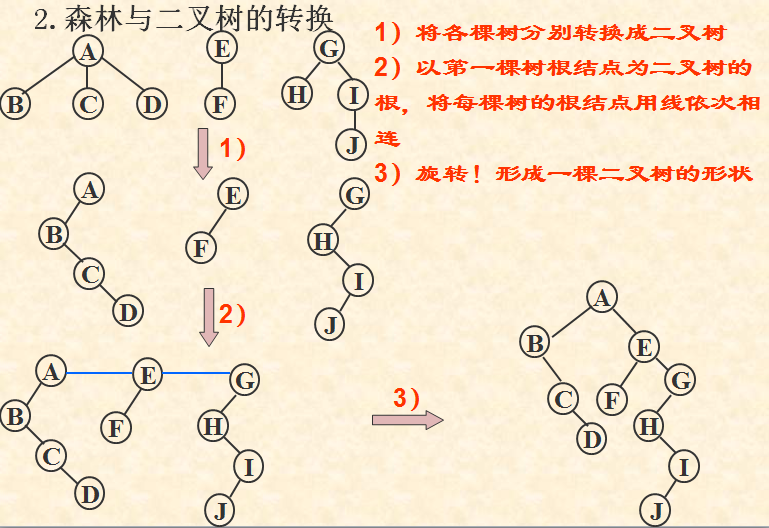 2.森林与二叉树的转换
1）将各棵树分别转换成二叉树
2）以第一棵树根结点为二叉树的
根，将每棵树的根结点用线依次相
连
3）旋转！形成一棵二叉树的形状
A E G
B C D F H I
J
1）
A E G
B F H
C I
D J
2）
A E G
B F H
C I
D J
3）
A
B E
C F G
D H
I
J